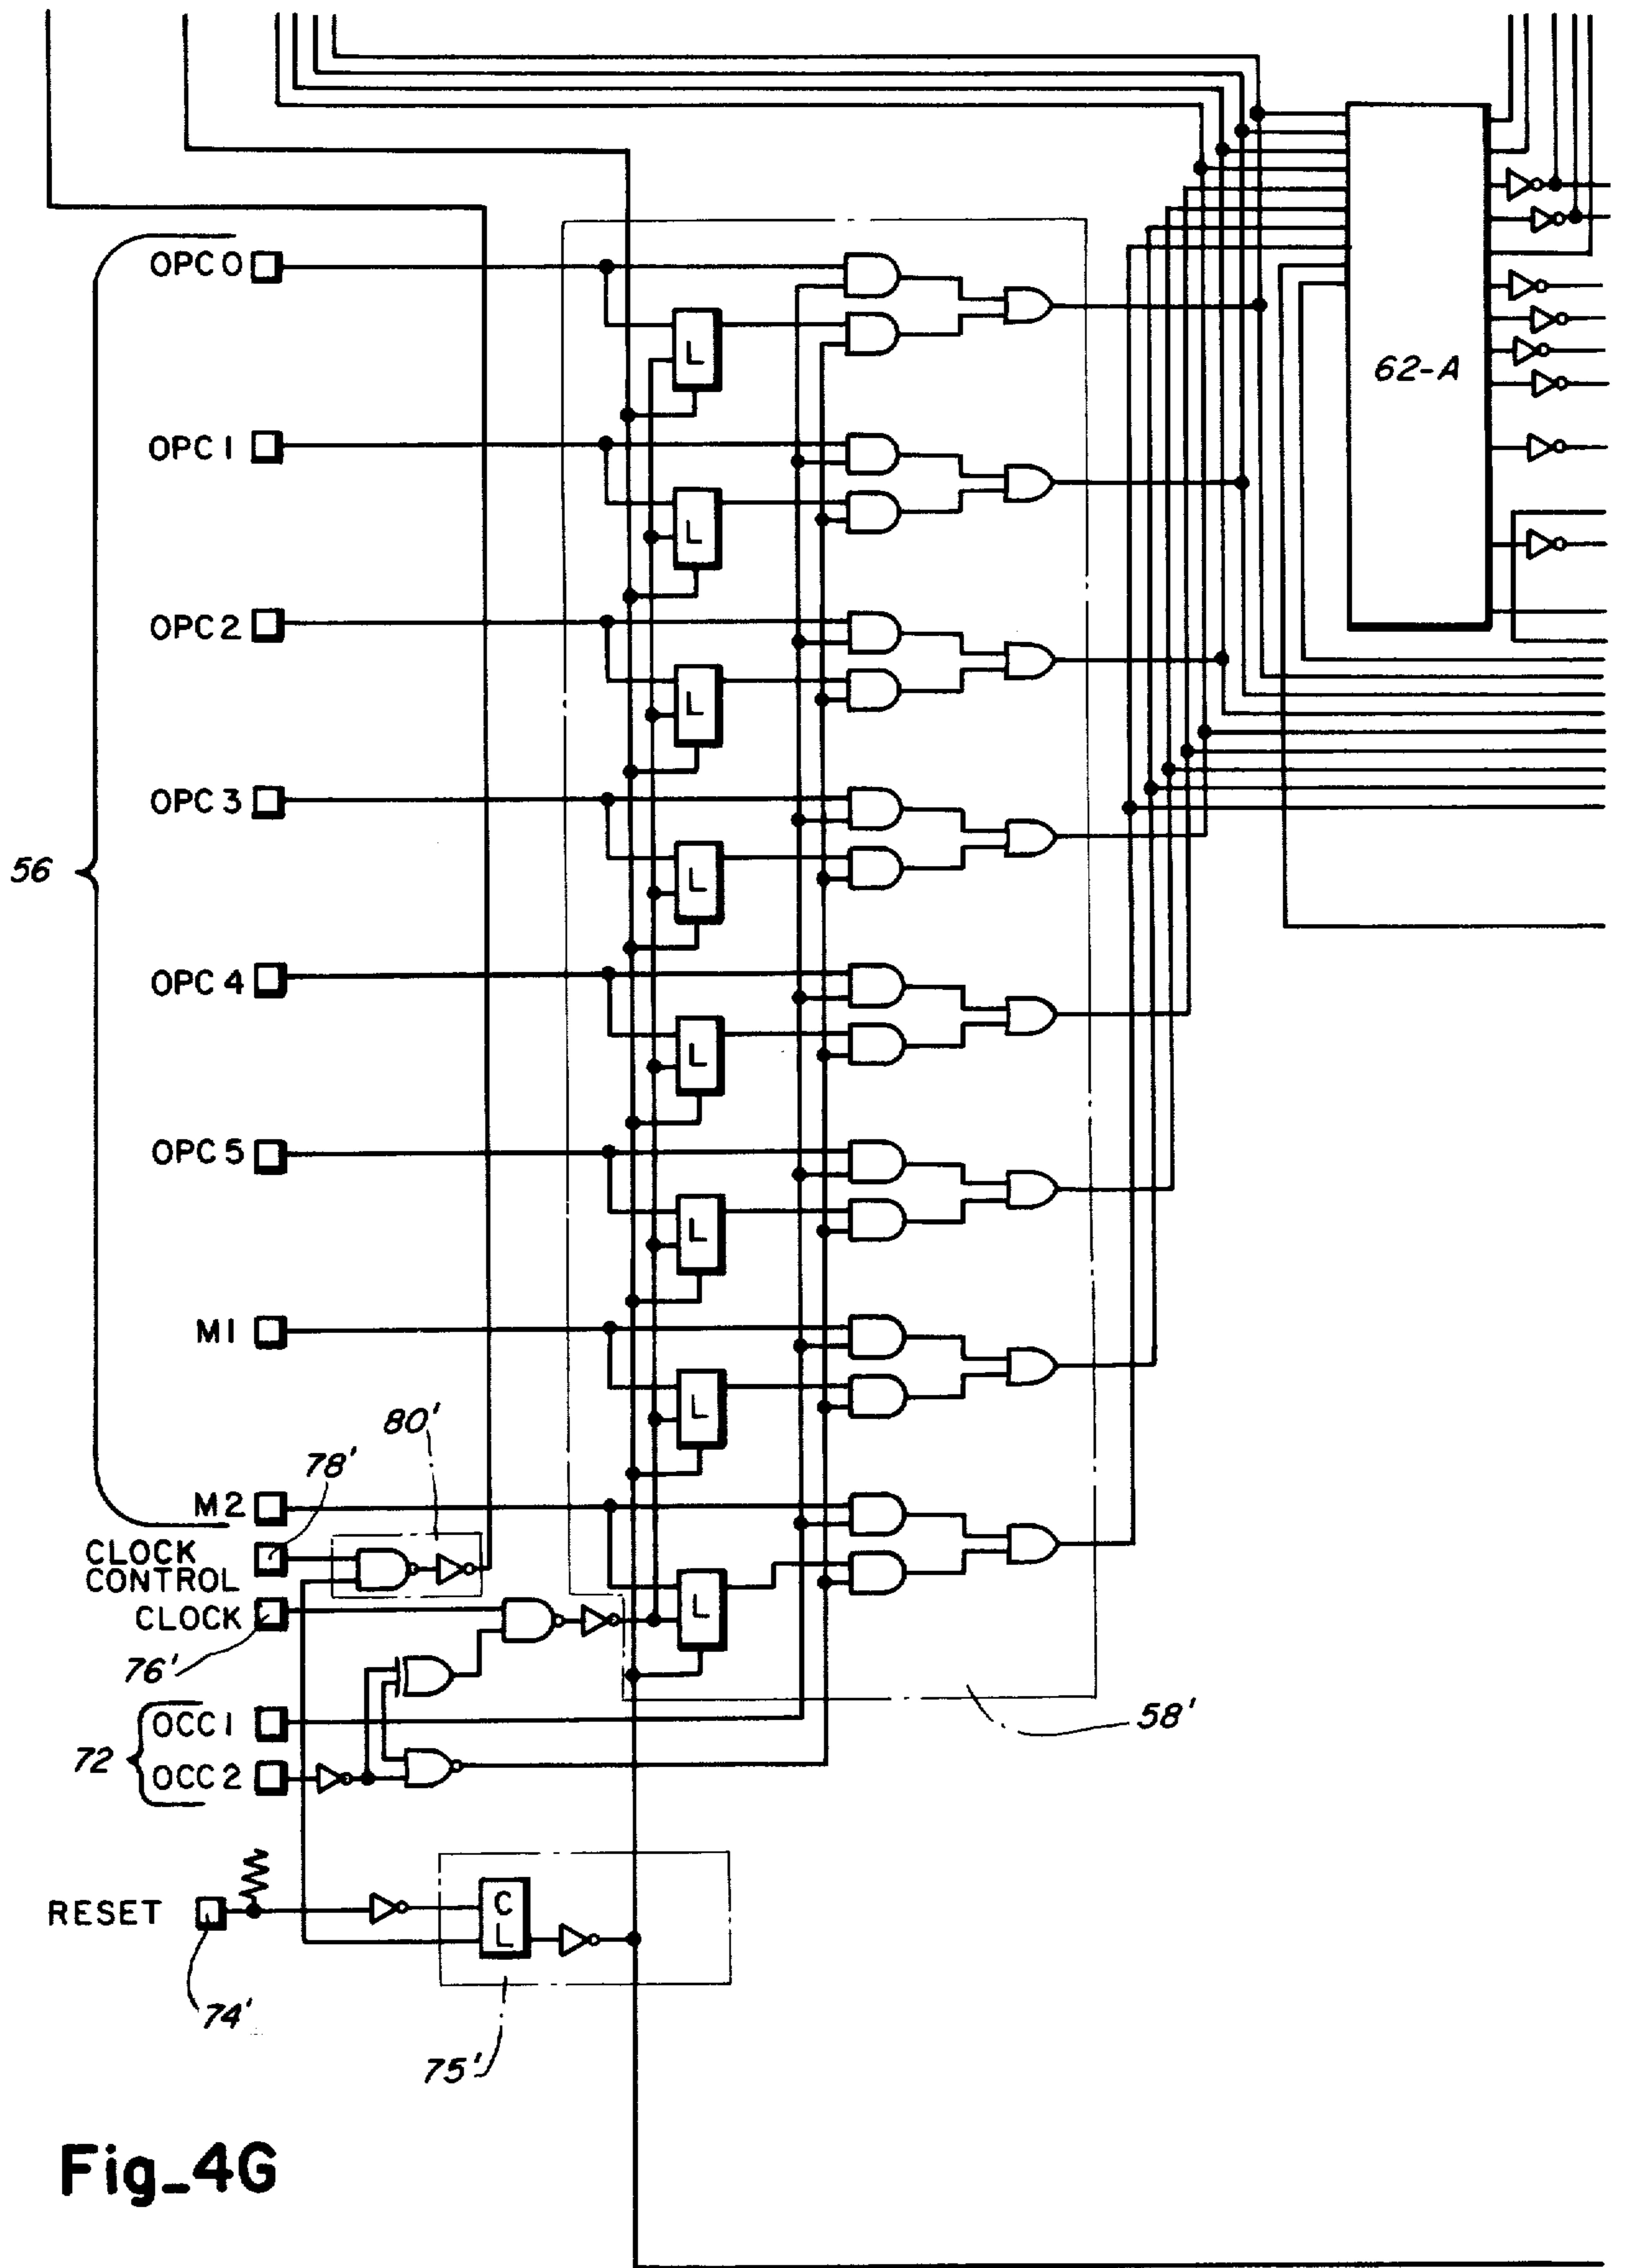 62-A
OPC 0
L
OPC 1
L
OPC 2
L
OPC 3
L
56
OPC 4
L
OPC 5
L
M1
L
80'
78'
M2
CLOCK
CONTROL
CLOCK
L
76'
58'
OCC 1
72
OCC 2
C
L
RESET
74'
75'
Fig_4G